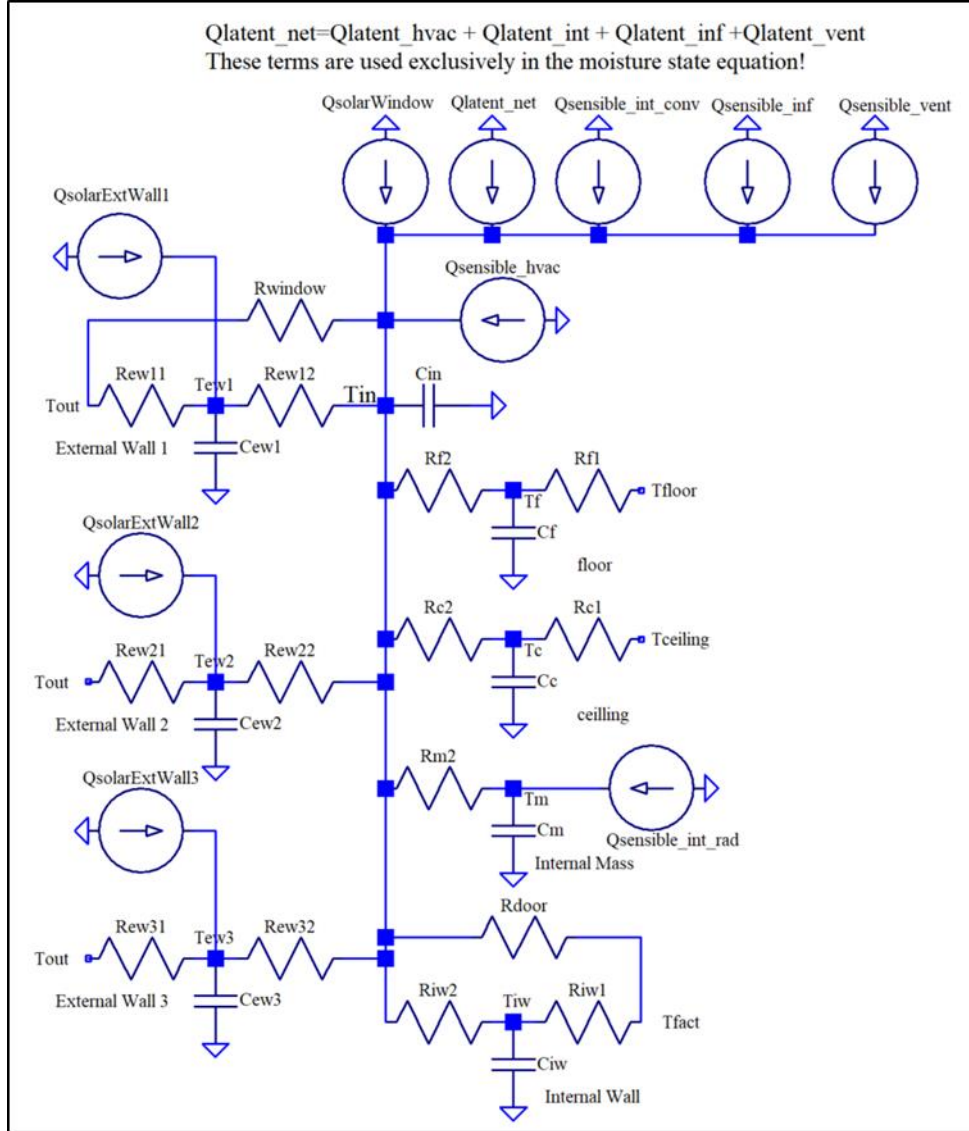 Qlatent_net=Qlatent_hvac + Qlatent_int + Qlatent_inf +Qlatent_vent
These terms are used exclusively in the moisture state equation!
QsolarWindow Qlatent_net Qsensible_int_conv Qsensible_inf Qsensible_vent
QsolarExtWall1
Qsensible_hvac
Rwindow
Rew11 Tew1 Rew12 Tin Cin
Tout
External Wall 1 Cew1
Rf2 Rf1
Tf Tfloor
Cf
floor
QsolarExtWall2
Rc2 Rc1
Tc Tceiling
Cc
ceilling
Rew21 Tew2 Rew22
Tout
External Wall 2 Cew2
Rm2
Tm
Cm
Qsensible_int_rad
Internal Mass
QsolarExtWall3
Rdoor
Rew31 Tew3 Rew32
Tout
External Wall 3 Cew3
Riw2 Tiw Riw1
Tfact
Ciw
Internal Wall